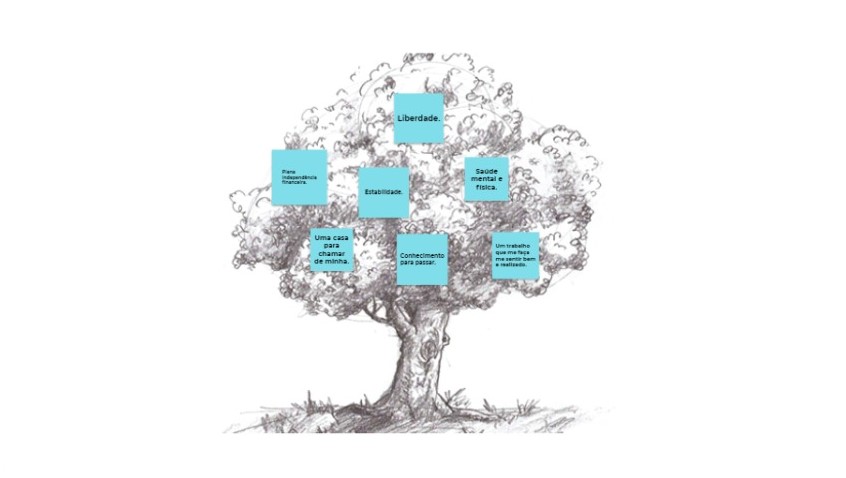 Liberdade.
Plena
independência
financeira.
Estabilidade.
Saúde
mental e
física.
Uma casa
para
chamar
de minha.
Conhecimento
para passar.
Um trabalho
que me faça
me sentir bem
e realizado.